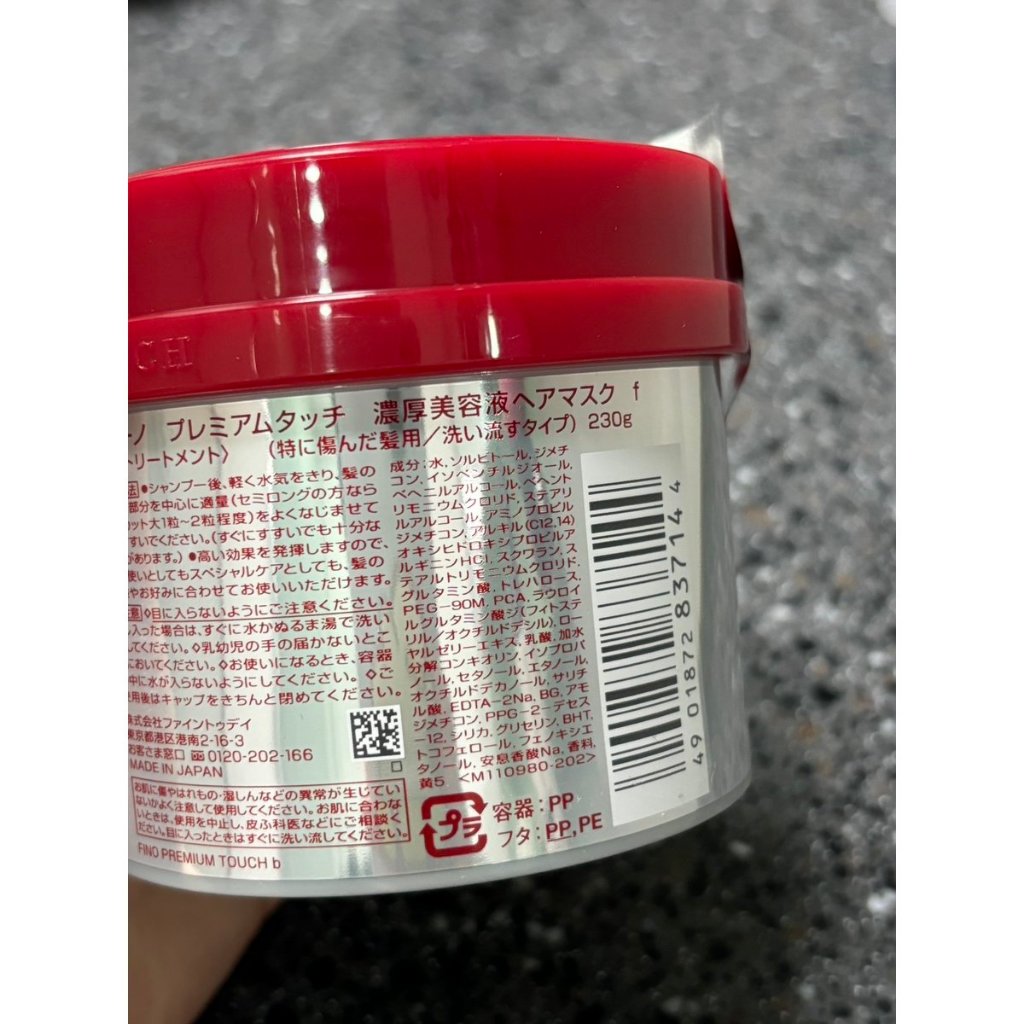 CH
ーノ プレミアムタッチ 濃厚美容液ヘアマスク f
トリートメント〉 (特に傷んだ髪用/洗い流すタイプ) 230g
法 ●シャンプー後、軽く水気をきり、髪の
部分を中心に適量(セミロングの方なら
カット大1粒~2粒程度)をよくなじませて
すすいでください。(すぐにすすいでも十分な
があります。) ●高い効果を発揮しますので、
使いとしてもスペシャルケアとしても、髪の
やお好みに合わせてお使いいただけます。
意 ◇目に入らないようにご注意ください。
入った場合は、すぐに水かぬるま湯で洗い
てください。◇乳幼児の手の届かない、とこ
においてください。◇お使いになるとき、容器
中に水が入らないようにしてください。◇ご
使用後はキャップをきちんと閉めてください。
株式会社ファイントゥデイ
東京都港区港南2-16-3
お客さま窓口 0120-202-166
MADE IN JAPAN
お肌に傷やはれもの・湿しんなどの異常が生じてい
ないかよく注意して使用してください。お肌に合わな
いときは、使用を中止し、皮ふ科医などにご相談く
ださい。目に入ったときはすぐに洗い流してください。
FINO PREMIUM TOUCH b
成分:水、ソルビトール、ジメチ
コン、イソペンチルジオール、
ベヘニルアルコール、ベヘント
リモニウムクロリド、ステアリ
ルアルコール、アミノプロピル
ジメチコン、アルキル(C12,14)
オキシヒドロキシプロピルア
ルギニンHCl、スクワラン、ス
テアルトリモニウムクロリド、
グルタミン酸、トレハロース、
PEG-90M、PCA、ラウロイ
ルグルタミン酸ジ(フィトステ
リル/オクチルドデシル)、ロー
ヤルゼリーエキス、乳酸、加水
分解コンキオリン、イソプロパ
ノール、セタノール、エタノール、
オクチルドデカノール、サリチ
ル酸、EDTA-2Na、BG、アモ
ジメチコン、PPG-2-デセス
-12、シリカ、グリセリン、BHT、
トコフェロール、フェノキシエ
タノール、安息香酸Na、香料、
黄5 <M110980-202>
プラ
容器:PP
フタ:PP,PE
4901872837144